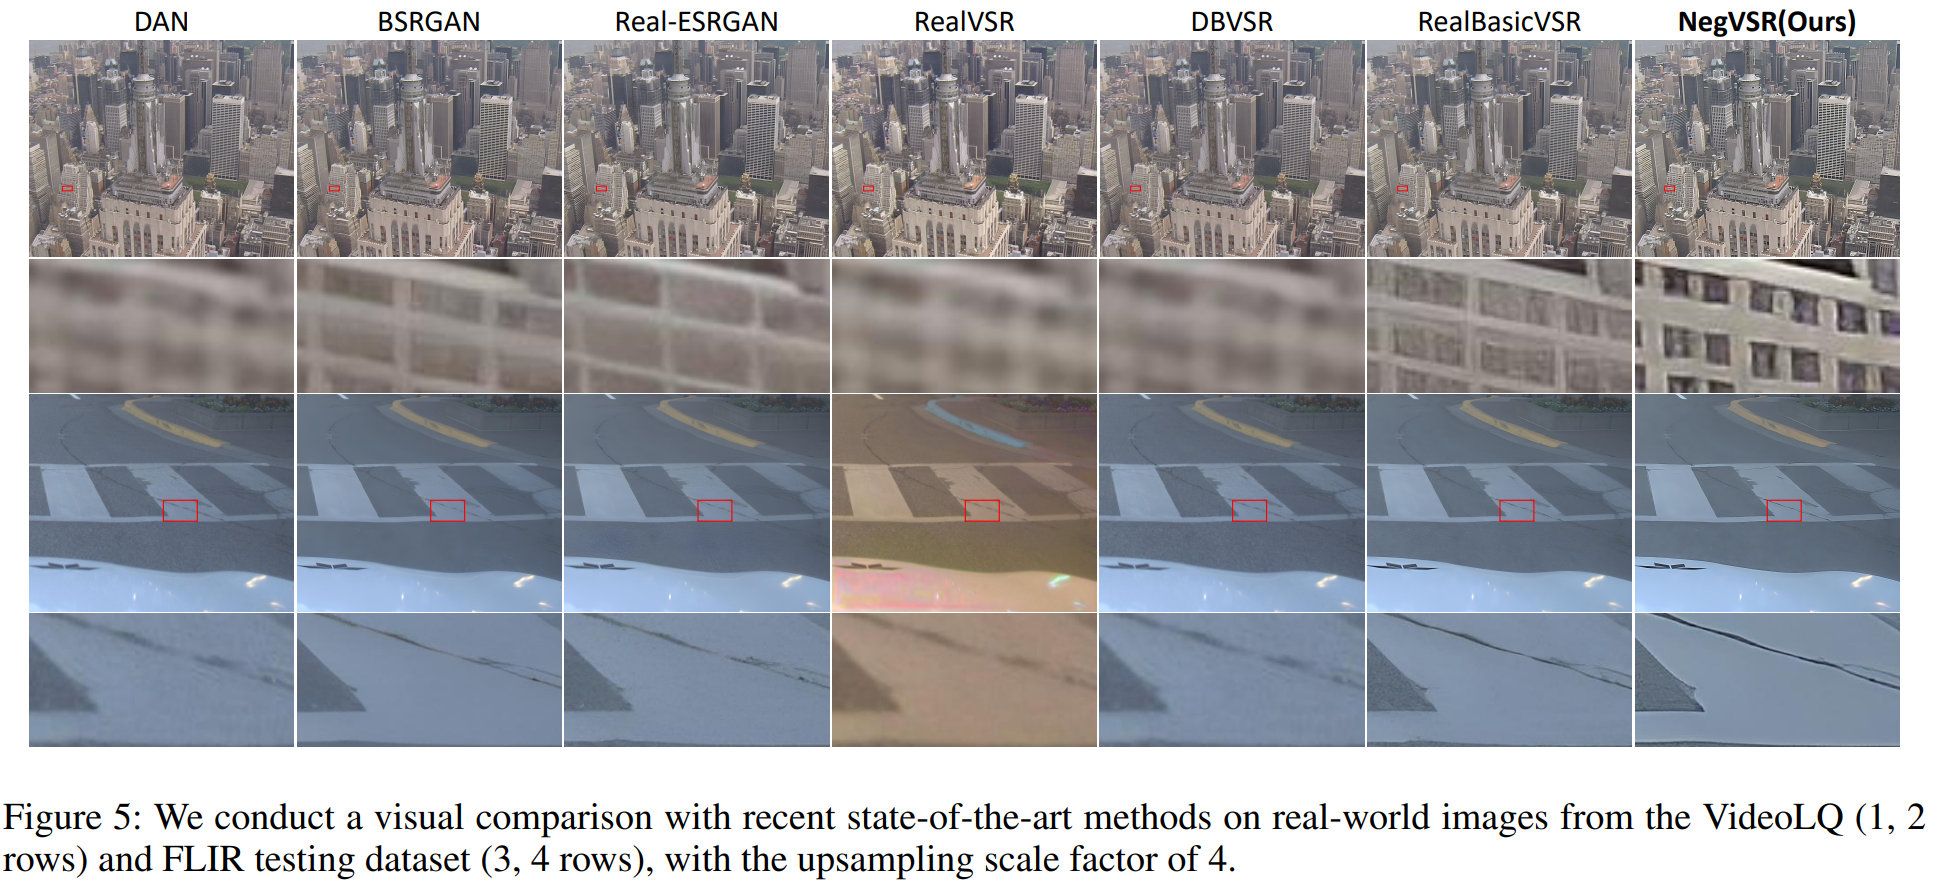 DAN BSRGAN Real-ESRGAN RealVSR DBVSR RealBasicVSR NegVSR(Ours)
Figure 5: We conduct a visual comparison with recent state-of-the-art methods on real-world images from the VideoLQ (1, 2
rows) and FLIR testing dataset (3, 4 rows), with the upsampling scale factor of 4.